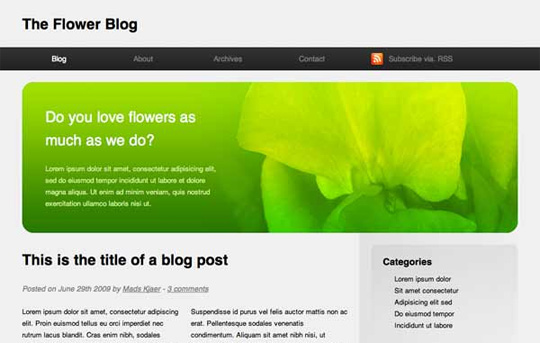 The Flower Blog
Blog About Archives Contact Subscribe via. RSS
Do you love flowers as
much as we do?
Lorem ipsum dolor sit amet, consectetur adipisicing elit,
sed do eiusmod tempor incididunt ut labore et dolore
magna aliqua. Ut enim ad minim veniam, quis nostrud
exercitation ullamco laboris nisi ut.
This is the title of a blog post
Posted on June 29th 2009 by Mads Kjaer - 3 comments
Lorem ipsum dolor sit amet, consectetur adipiscing
elit. Proin euismod tellus eu orci imperdiet nec
rutrum lacus blandit. Cras enim nibh, sodales
Suspendisse id purus vel felis auctor mattis non ac
erat. Pellentesque sodales venenatis
condimentum. Aliquam sit amet nibh nisi, ut
Categories
Lorem ipsum dolor
Sit amet consectetur
Adipisicing elit sed
Do eiusmod tempor
Incididunt ut labore